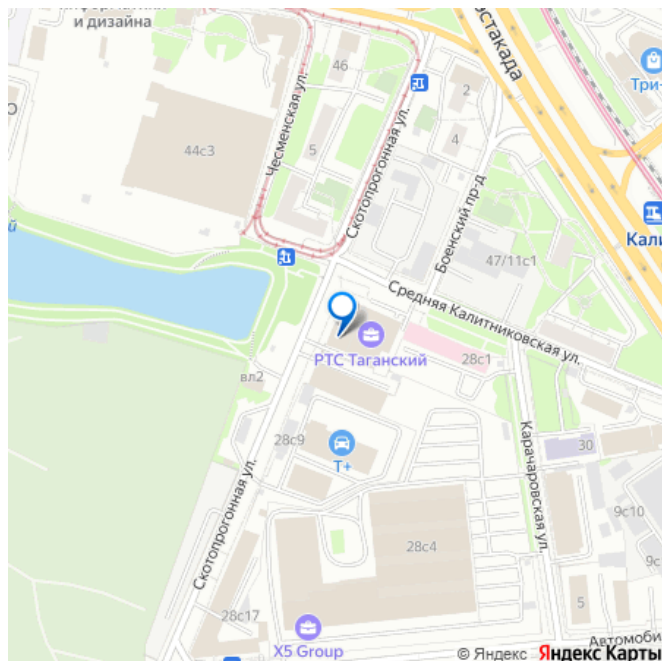 и дизайна
Чесменская ул.
46
Эстакада
2
Три-
44с3
5
4
Скотопрогонная ул.
Боенский пр-д
Кали
47/11с1
Средняя Калитниковская ул.
РТС Таганский
28с1
вл2
28с9
Т+
Карачаровская ул.
30
9с10
Скотопрогонная ул.
28с4
9с
5
28с17
X5 Group
Автомоби
© Яндекс Яндекс Карты